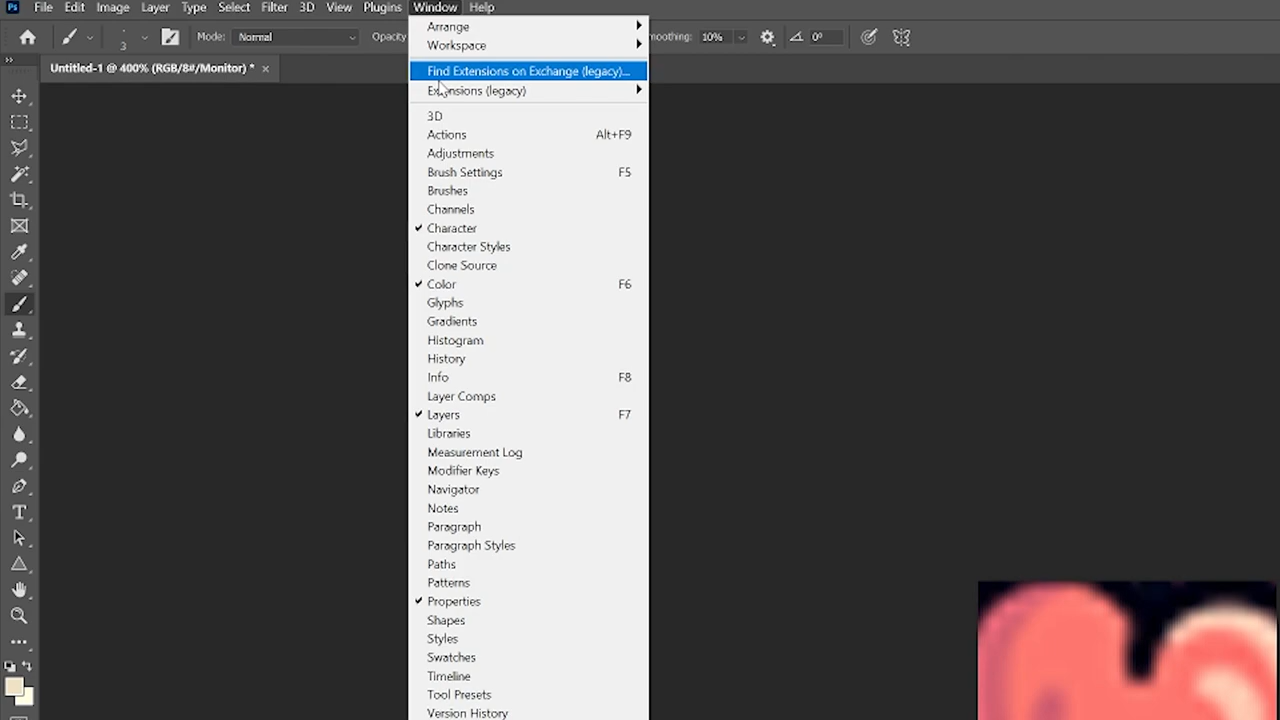 Ps File Edit Image Layer Type Select Filter 3D View Plugins Window Help
3 Mode: Normal Opacity moothing: 10% 0°
Untitled-1 @ 400% (RGB/8#/Monitor) * ×
Arrange
Workspace
Find Extensions on Exchange (legacy)...
Extensions (legacy)
3D
Actions Alt+F9
Adjustments
Brush Settings F5
Brushes
Channels
Character
Character Styles
Clone Source
Color F6
Glyphs
Gradients
Histogram
History
Info F8
Layer Comps
Layers F7
Libraries
Measurement Log
Modifier Keys
Navigator
Notes
Paragraph
Paragraph Styles
Paths
Patterns
Properties
Shapes
Styles
Swatches
Timeline
Tool Presets
Version History